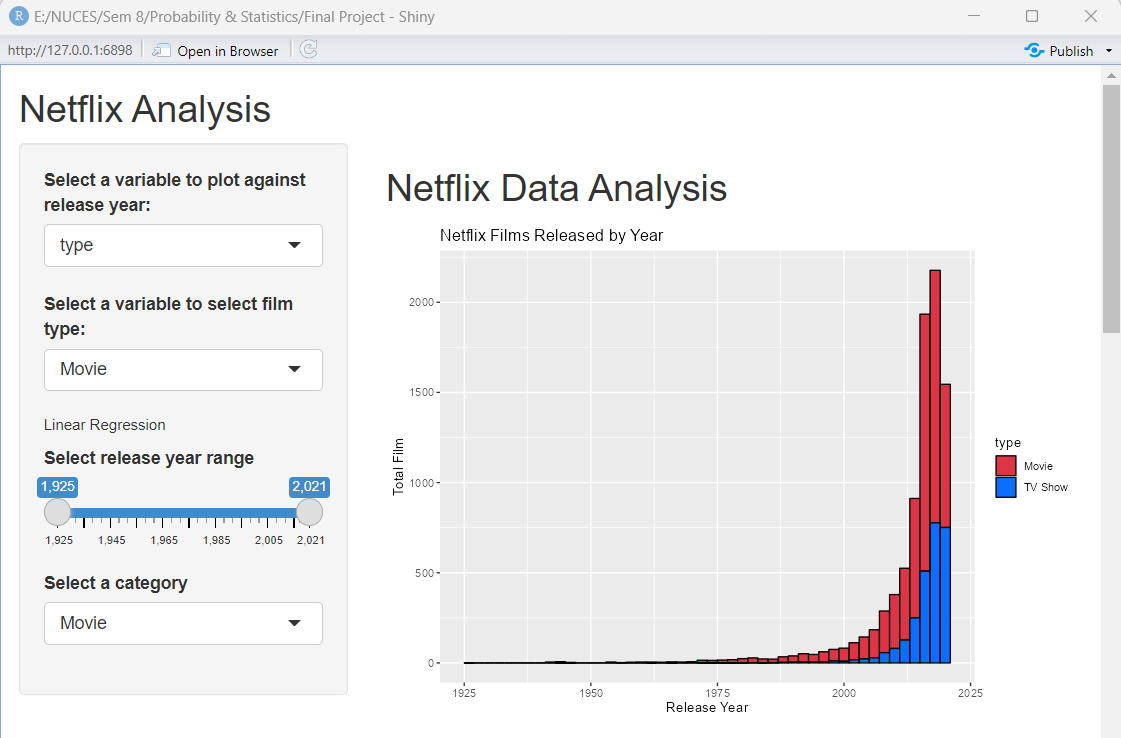 R E:/NUCES/Sem 8/Probability & Statistics/Final Project - Shiny
http://127.0.0.1:6898 Open in Browser Publish
Netflix Analysis
Select a variable to plot against
release year:
type
Select a variable to select film
type:
Movie
Linear Regression
Select release year range
1,925 2,021
1,925 1,945 1,965 1,985 2,005 2,021
Select a category
Movie
Netflix Data Analysis
Netflix Films Released by Year
Total Film
2000
1500
1000
500
0
1925 1950 1975 2000 2025
Release Year
type
Movie
TV Show